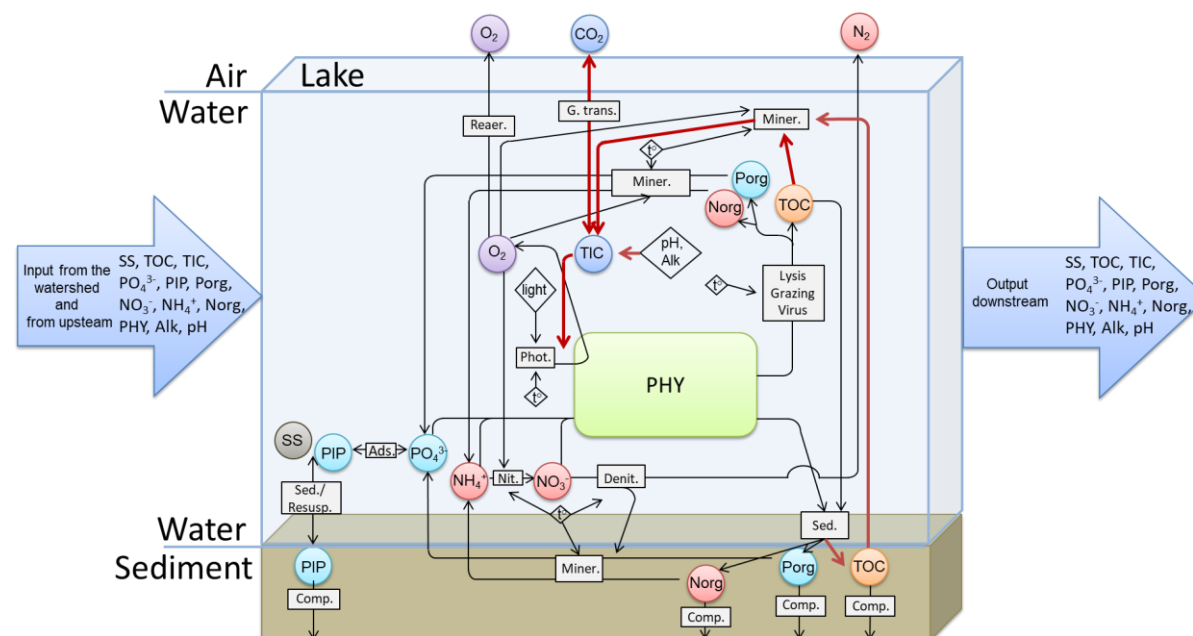 O2
CO2
N2
Air
Lake
Water
Reaer.
G. trans.
Miner.
t°
Miner.
Porg
Norg
TOC
O2
TIC
pH,
Alk
Input from the
watershed
and
from upstream
SS, TOC, TIC,
PO4³⁻, PIP, Porg,
NO3⁻, NH4⁺, Norg,
PHY, Alk, pH
light
t°
Lysis
Grazing
Virus
Output
downstream
SS, TOC, TIC,
PO4³⁻, PIP, Porg,
NO3⁻, NH4⁺, Norg,
PHY, Alk, pH
Phot.
t°
PHY
SS
PIP
Ads.
PO4³⁻
NH4⁺
Nit.
NO3⁻
Denit.
Sed./
Resusp.
t°
Sed.
Water
Sediment
PIP
Miner.
Norg
Porg
TOC
Comp.
Comp.
Comp.
Comp.